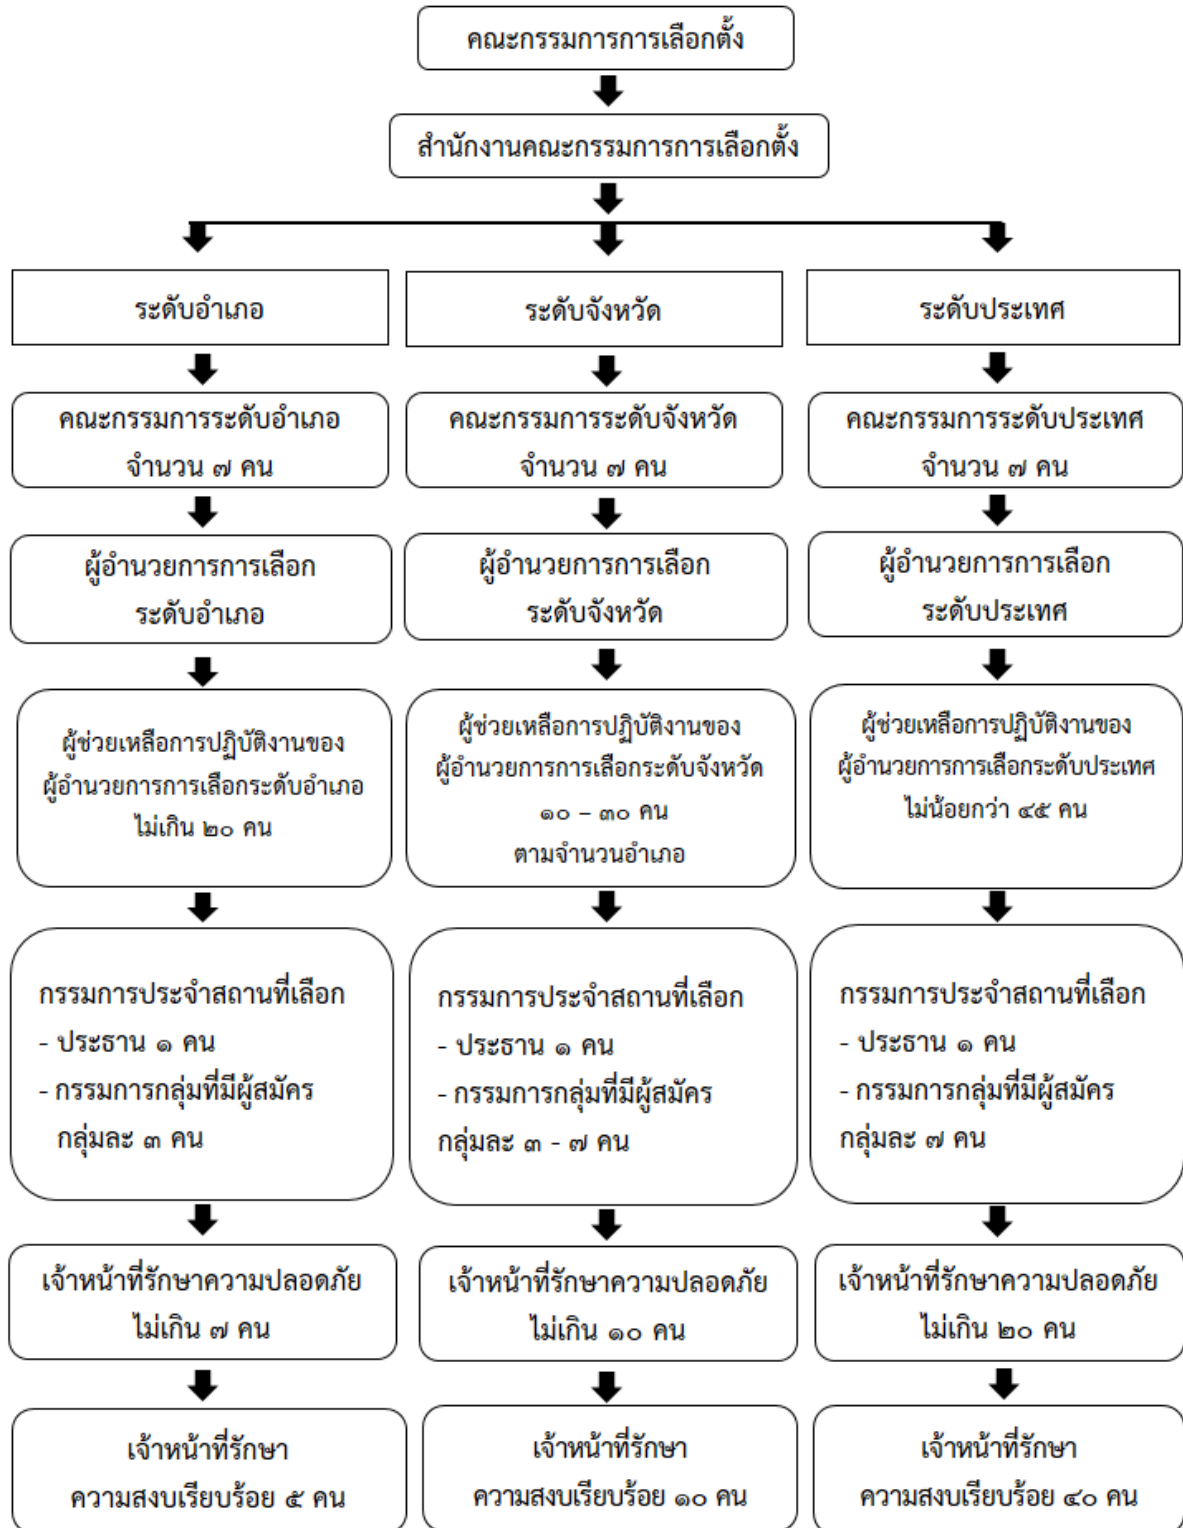 คณะกรรมการการเลือกตั้ง
สำนักงานคณะกรรมการการเลือกตั้ง
ระดับอำเภอ
ระดับจังหวัด
ระดับประเทศ
คณะกรรมการระดับอำเภอ
จำนวน ๗ คน
คณะกรรมการระดับจังหวัด
จำนวน ๗ คน
คณะกรรมการระดับประเทศ
จำนวน ๗ คน
ผู้อำนวยการการเลือก
ระดับอำเภอ
ผู้อำนวยการการเลือก
ระดับจังหวัด
ผู้อำนวยการการเลือก
ระดับประเทศ
ผู้ช่วยเหลือการปฏิบัติงานของ
ผู้อำนวยการการเลือกระดับอำเภอ
ไม่เกิน ๒๐ คน
ผู้ช่วยเหลือการปฏิบัติงานของ
ผู้อำนวยการการเลือกระดับจังหวัด
๑๐ – ๓๐ คน
ตามจำนวนอำเภอ
ผู้ช่วยเหลือการปฏิบัติงานของ
ผู้อำนวยการการเลือกระดับประเทศ
ไม่น้อยกว่า ๔๕ คน
กรรมการประจำสถานที่เลือก
- ประธาน ๑ คน
- กรรมการกลุ่มที่มีผู้สมัคร
กลุ่มละ ๓ คน
กรรมการประจำสถานที่เลือก
- ประธาน ๑ คน
- กรรมการกลุ่มที่มีผู้สมัคร
กลุ่มละ ๓ - ๗ คน
กรรมการประจำสถานที่เลือก
- ประธาน ๑ คน
- กรรมการกลุ่มที่มีผู้สมัคร
กลุ่มละ ๗ คน
เจ้าหน้าที่รักษาความปลอดภัย
ไม่เกิน ๗ คน
เจ้าหน้าที่รักษาความปลอดภัย
ไม่เกิน ๑๐ คน
เจ้าหน้าที่รักษาความปลอดภัย
ไม่เกิน ๒๐ คน
เจ้าหน้าที่รักษา
ความสงบเรียบร้อย ๕ คน
เจ้าหน้าที่รักษา
ความสงบเรียบร้อย ๑๐ คน
เจ้าหน้าที่รักษา
ความสงบเรียบร้อย ๔๐ คน